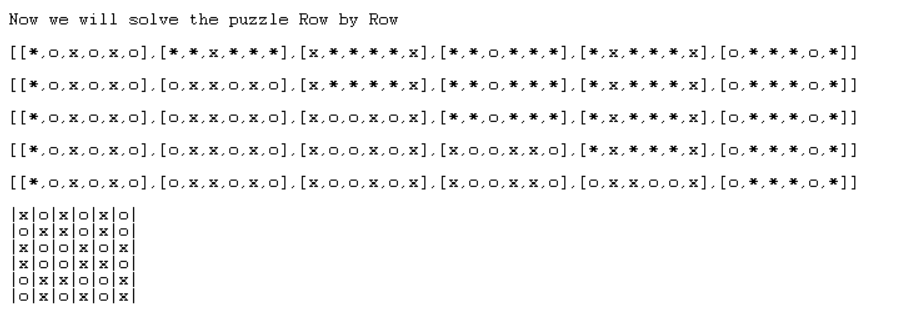 Now we will solve the puzzle Row by Row
[[*,o,x,o,x,o],[*,*,x,*,*,*],[x,*,*,*,*,x],[*,*,o,*,*,*],[*,x,*,*,*,x],[o,*,*,*,o,*]]
[[*,o,x,o,x,o],[o,x,x,o,x,o],[x,*,*,*,*,x],[*,*,o,*,*,*],[*,x,*,*,*,x],[o,*,*,*,o,*]]
[[*,o,x,o,x,o],[o,x,x,o,x,o],[x,o,o,x,o,x],[*,*,o,*,*,*],[*,x,*,*,*,x],[o,*,*,*,o,*]]
[[*,o,x,o,x,o],[o,x,x,o,x,o],[x,o,o,x,o,x],[x,o,o,x,x,o],[*,x,*,*,*,x],[o,*,*,*,o,*]]
[[*,o,x,o,x,o],[o,x,x,o,x,o],[x,o,o,x,o,x],[x,o,o,x,x,o],[o,x,x,o,o,x],[o,*,*,*,o,*]]
|x|o|x|o|x|o|
|o|x|x|o|x|o|
|x|o|o|x|o|x|
|x|o|o|x|x|o|
|o|x|x|o|o|x|
|o|x|o|x|o|x|